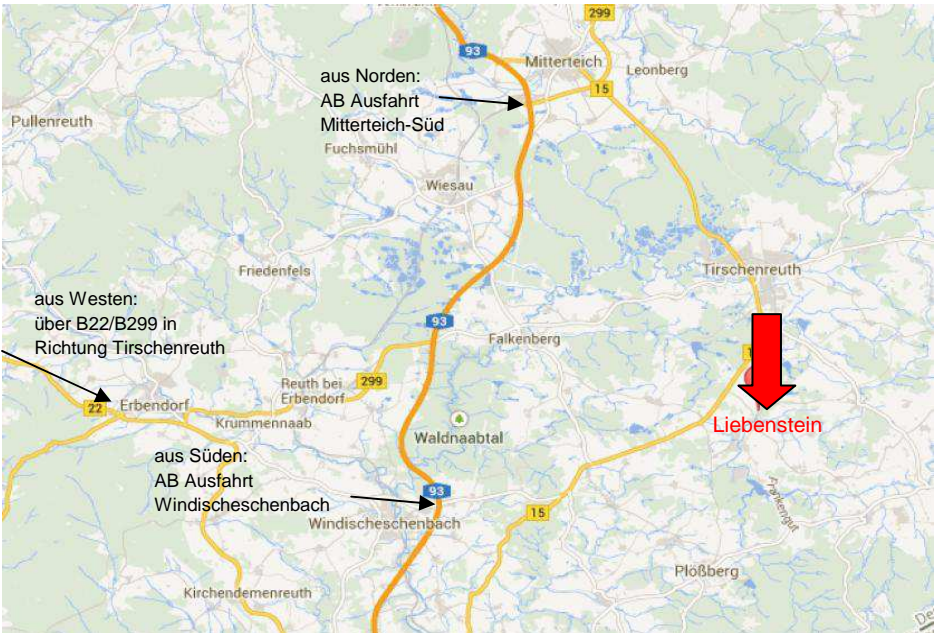 299
93
Mitterteich
aus Norden:
AB Ausfahrt
Mitterteich-Süd
Leonberg
15
Pullenreuth
Fuchsmühl
Wiesau
Friedenfels
Tirschenreuth
aus Westen:
über B22/B299 in
Richtung Tirschenreuth
93
Falkenberg
Reuth bei
Erbendorf
299
22
Erbendorf
Krummennaab
Liebenstein
Waldnaabtal
aus Süden:
AB Ausfahrt
Windischeschenbach
93
15
Windischeschenbach
Frankengut
Plößberg
Kirchendemenreuth